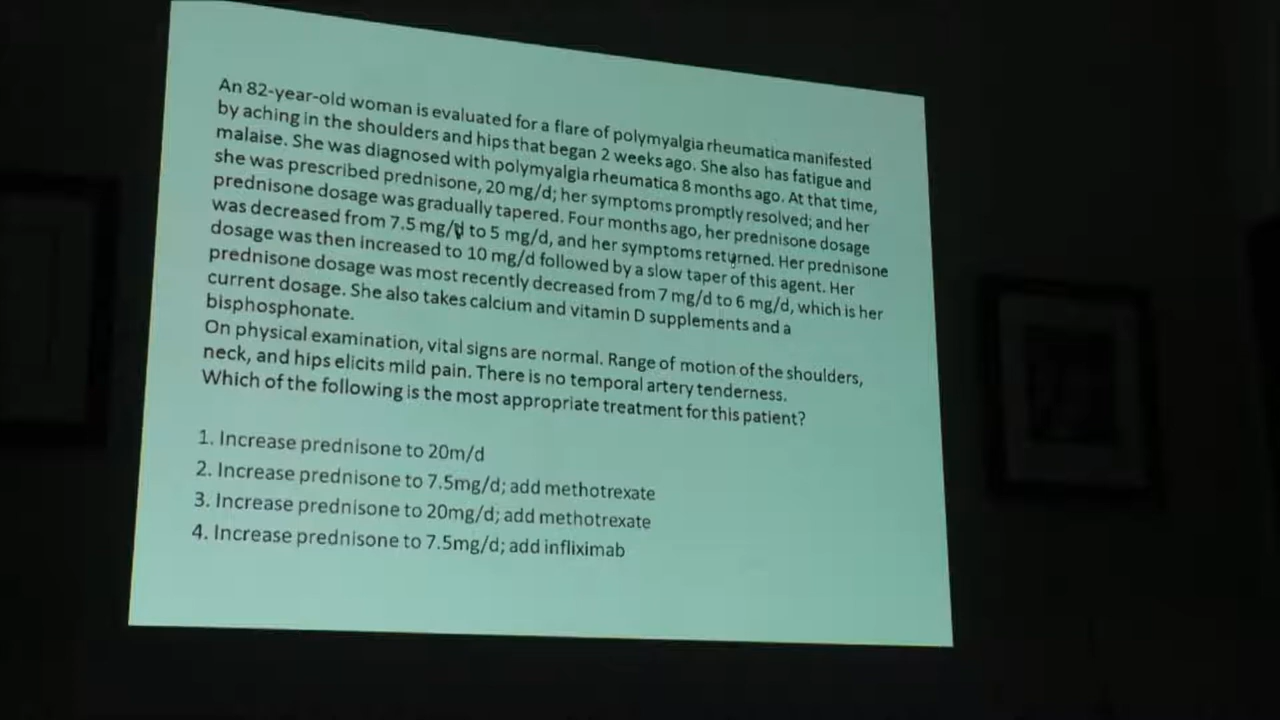 An 82-year-old woman is evaluated for a flare of polymyalgia rheumatica manifested
by aching in the shoulders and hips that began 2 weeks ago. She also has fatigue and
malaise. She was diagnosed with polymyalgia rheumatica 8 months ago. At that time,
she was prescribed prednisone, 20 mg/d; her symptoms promptly resolved; and her
prednisone dosage was gradually tapered. Four months ago, her prednisone dosage
was decreased from 7.5 mg/d to 5 mg/d, and her symptoms returned. Her prednisone
dosage was then increased to 10 mg/d followed by a slow taper of this agent. Her
prednisone dosage was most recently decreased from 7 mg/d to 6 mg/d, which is her
current dosage. She also takes calcium and vitamin D supplements and a
bisphosphonate.
On physical examination, vital signs are normal. Range of motion of the shoulders,
neck, and hips elicits mild pain. There is no temporal artery tenderness.
Which of the following is the most appropriate treatment for this patient?
1. Increase prednisone to 20m/d
2. Increase prednisone to 7.5mg/d; add methotrexate
3. Increase prednisone to 20mg/d; add methotrexate
4. Increase prednisone to 7.5mg/d; add infliximab